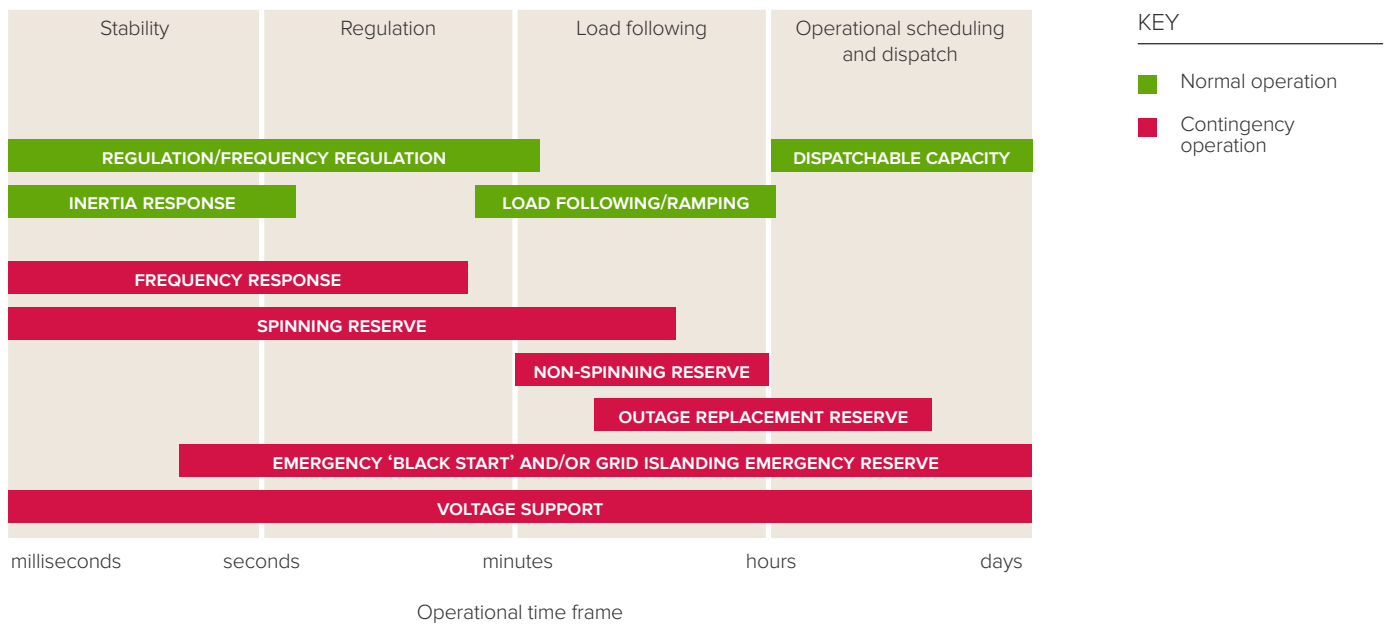 Stability
Regulation
Load following
Operational scheduling
and dispatch
KEY
Normal operation
Contingency
operation
REGULATION/FREQUENCY REGULATION
DISPATCHABLE CAPACITY
INERTIA RESPONSE
LOAD FOLLOWING/RAMPING
FREQUENCY RESPONSE
SPINNING RESERVE
NON-SPINNING RESERVE
OUTAGE REPLACEMENT RESERVE
EMERGENCY ‘BLACK START’ AND/OR GRID ISLANDING EMERGENCY RESERVE
VOLTAGE SUPPORT
milliseconds
seconds
minutes
hours
days
Operational time frame